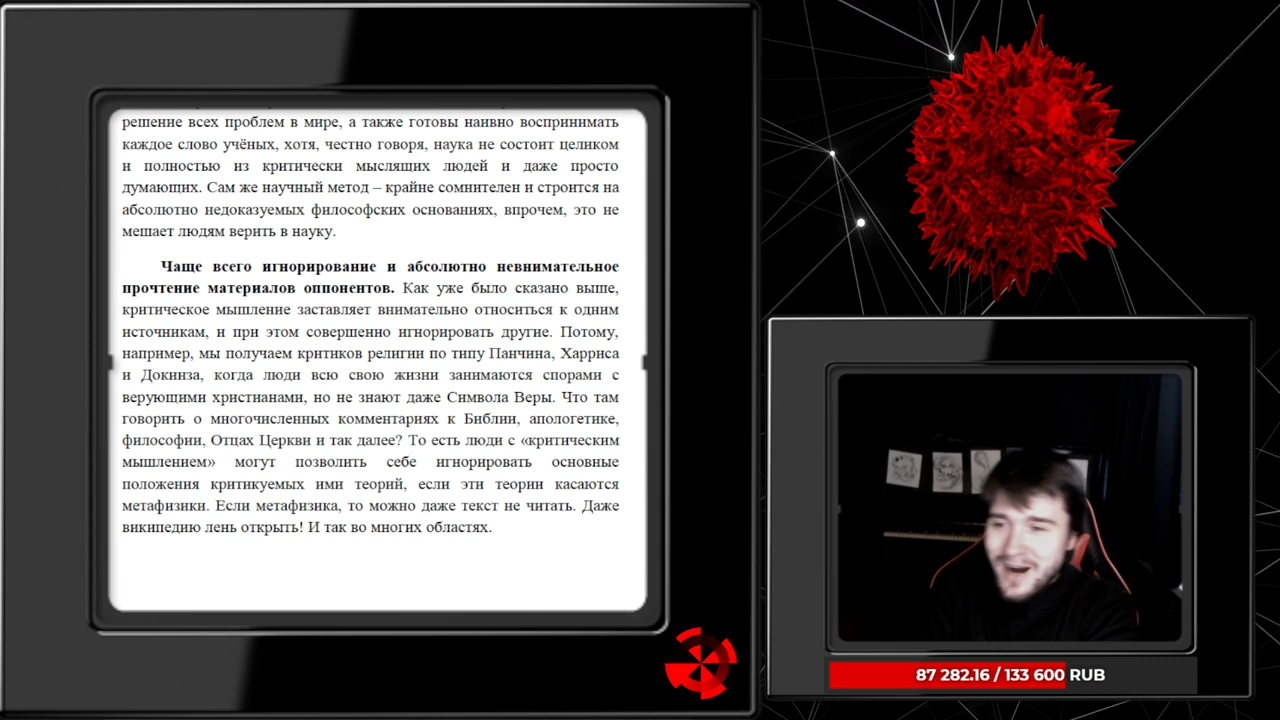 решение всех проблем в мире, а также готовы наивно воспринимать
каждое слово учёных, хотя, честно говоря, наука не состоит целиком
и полностью из критически мыслящих людей и даже просто
думающих. Сам же научный метод – крайне сомнителен и строится на
абсолютно недоказуемых философских основаниях, впрочем, это не
мешает людям верить в науку.
Чаще всего игнорирование и абсолютно невнимательное
прочтение материалов оппонентов. Как уже было сказано выше,
критическое мышление заставляет внимательно относиться к одним
источникам, и при этом совершенно игнорировать другие. Потому,
например, мы получаем критиков религии по типу Панчина, Харриса
и Докинза, когда люди всю свою жизни занимаются спорами с
верующими христианами, но не знают даже Символа Веры. Что там
говорить о многочисленных комментариях к Библии, апологетике,
философии, Отцах Церкви и так далее? То есть люди с «критическим
мышлением» могут позволить себе игнорировать основные
положения критикуемых ими теорий, если эти теории касаются
метафизики. Если метафизика, то можно даже текст не читать. Даже
википедию лень открыть! И так во многих областях.
87 282.16 / 133 600 RUB